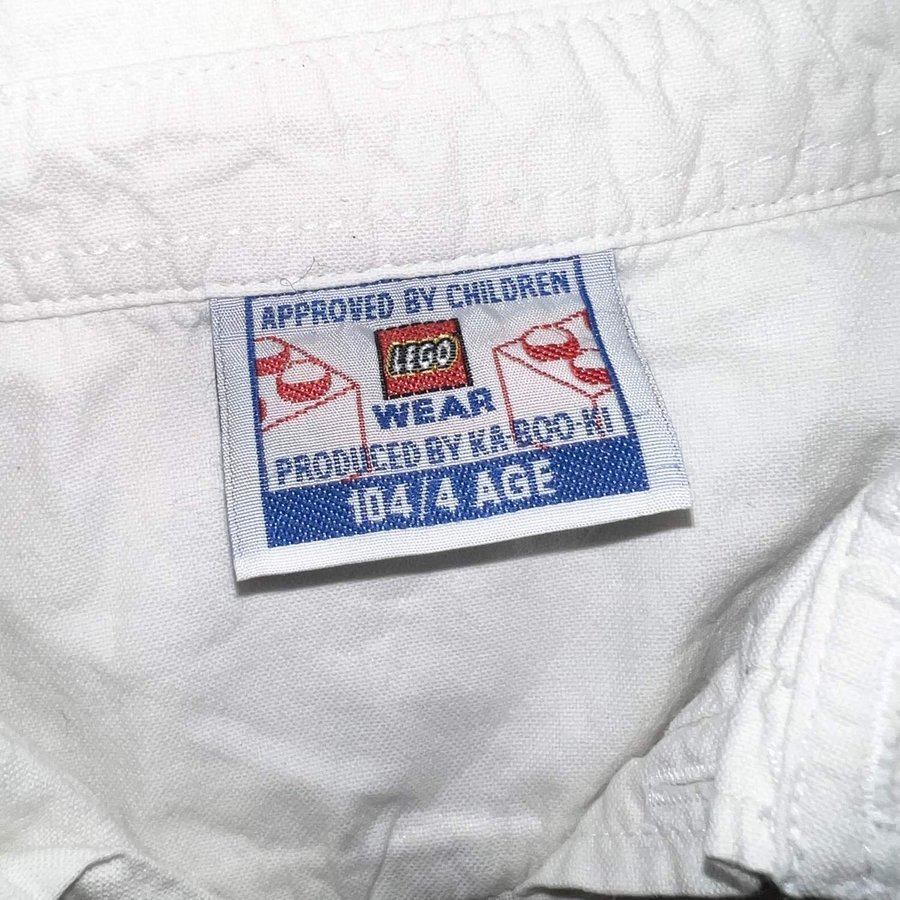 APPROVED BY CHILDREN
LEGO
WEAR
PRODUCED BY KA-BOO-KI
104/4 AGE